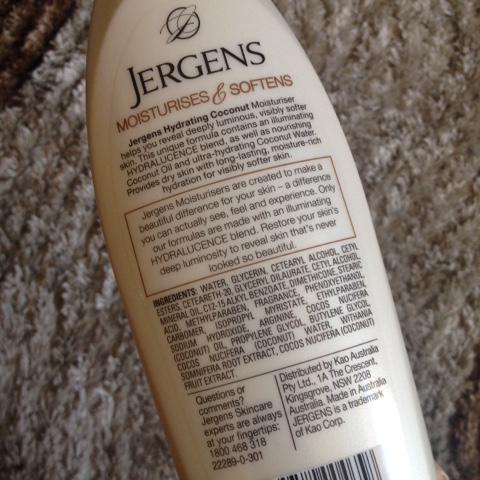 JERGENS
MOISTURISES & SOFTENS
Jergens Hydrating Coconut Moisturiser
helps you reveal deeply luminous, visibly softer
skin. This unique formula contains an illuminating
HYDRALUCENCE blend, as well as nourishing
Coconut Oil and ultra-hydrating Coconut Water.
Provides dry skin with long-lasting, moisture-rich
hydration for visibly softer skin.
Jergens Moisturisers are created to make a
beautiful difference for your skin – a difference
you can actually see, feel and experience. Only
our formulas are made with an illuminating
HYDRALUCENCE blend. Restore your skin's
deep luminosity to reveal skin that's never
looked so beautiful.
INGREDIENTS: WATER, GLYCERIN, CETEARYL ALCOHOL, CETYL
ESTERS, CETEARETH-20, GLYCERYL DILAURATE, CETYL ALCOHOL,
MINERAL OIL, C12-15 ALKYL BENZOATE, DIMETHICONE, STEARIC
ACID, METHYLPARABEN, FRAGRANCE, PHENOXYETHANOL,
CARBOMER, ISOPROPYL MYRISTATE, ETHYLPARABEN,
SODIUM HYDROXIDE, ARGININE, COCOS NUCIFERA
(COCONUT) OIL, PROPYLENE GLYCOL, BUTYLENE GLYCOL,
COCOS NUCIFERA (COCONUT) WATER, WITHANIA
SOMNIFERA ROOT EXTRACT, COCOS NUCIFERA (COCONUT)
FRUIT EXTRACT.
Questions or
comments?
Jergens Skincare
experts are always
at your fingertips:
1800 468 318
22289-0-301
Distributed by Kao Australia
Pty Ltd., 1A The Crescent,
Kingsgrove, NSW 2208
Australia. Made in Australia
JERGENS is a trademark
of Kao Corp.